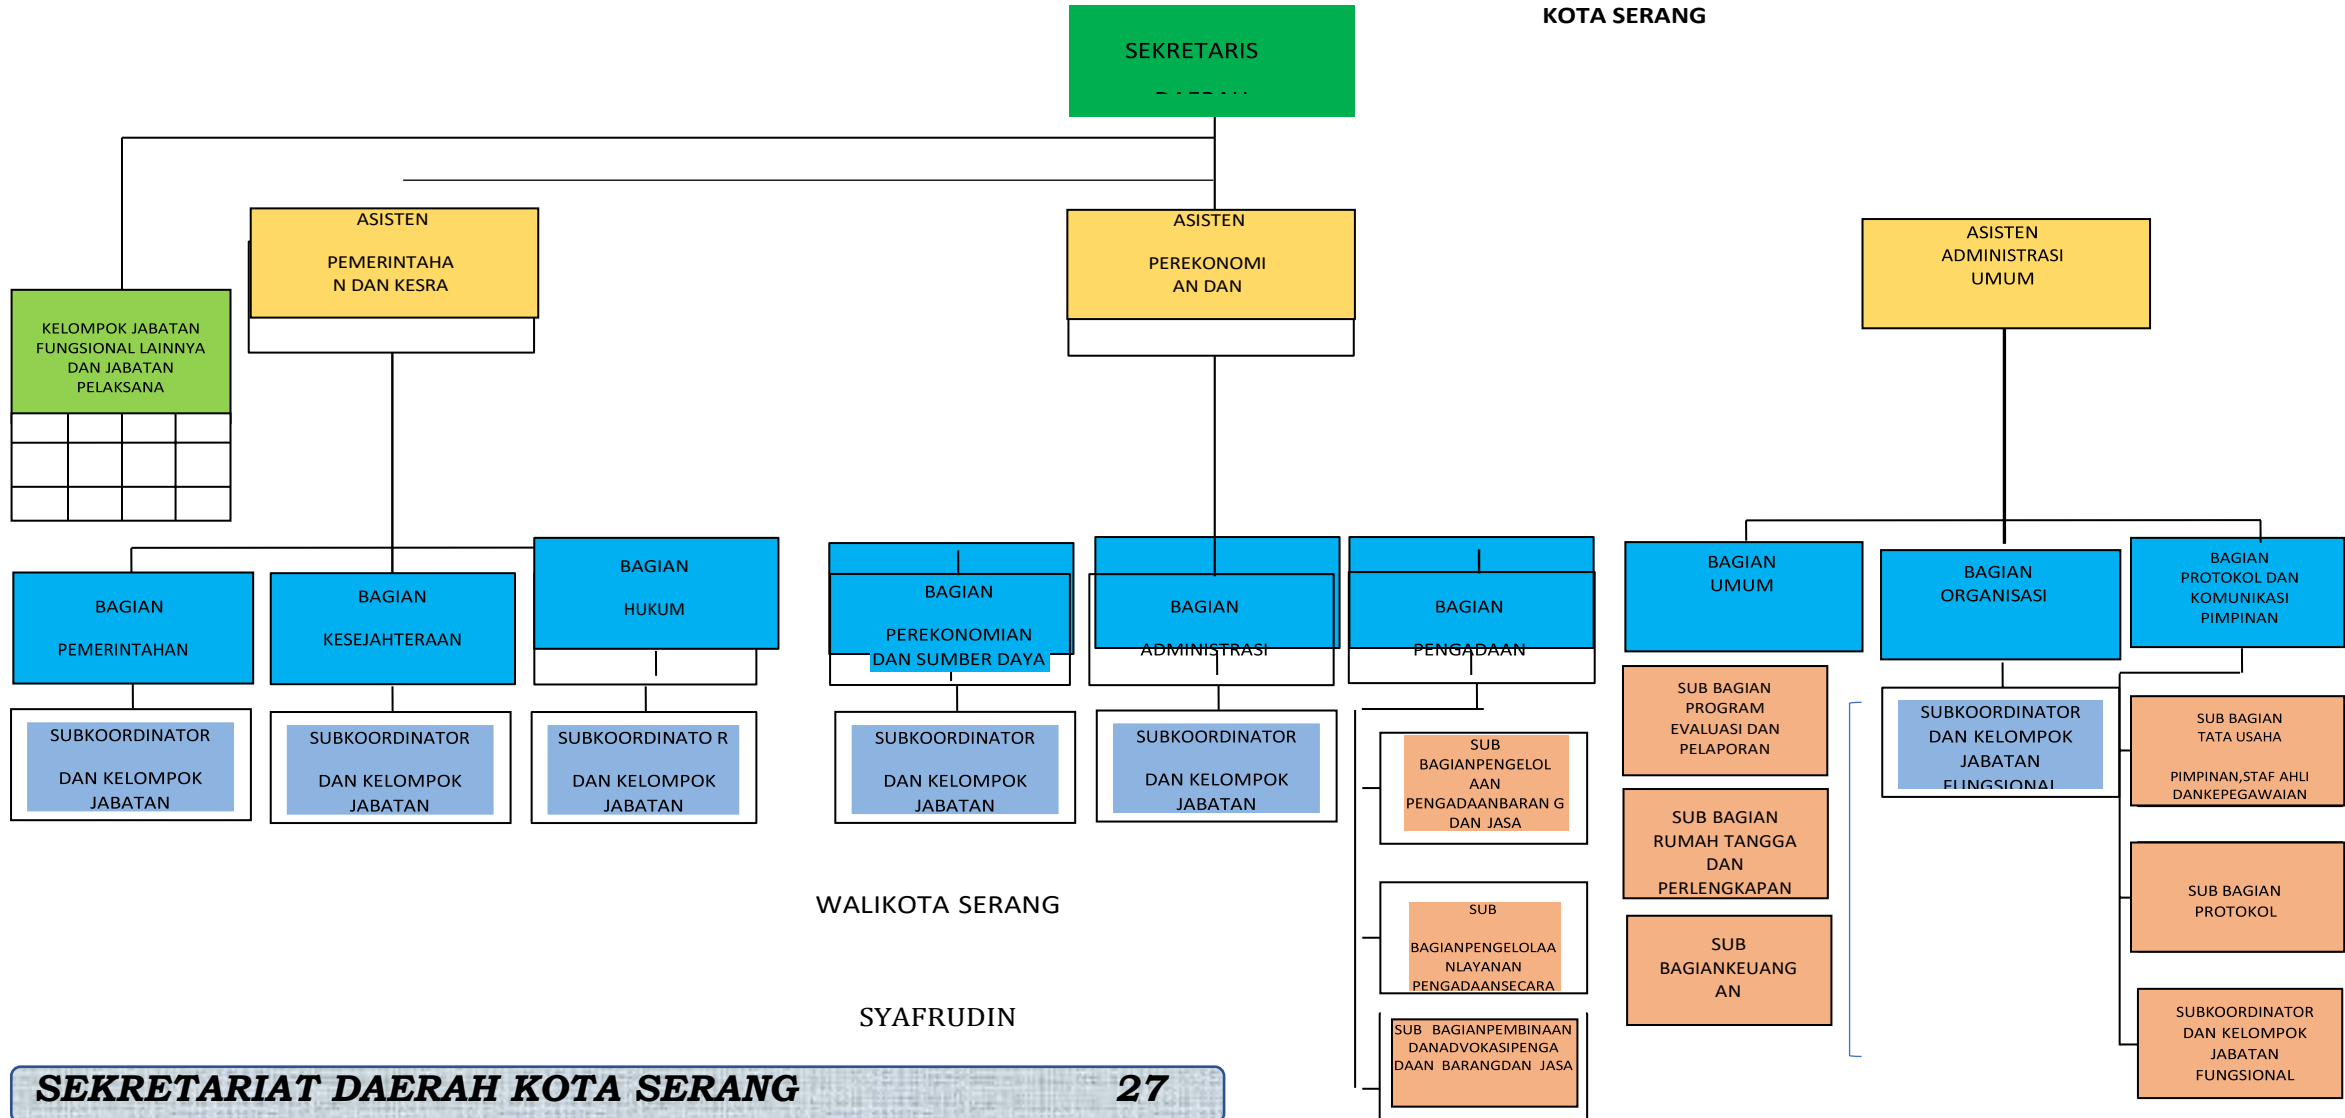 KOTA SERANG
SEKRETARIS
ASISTEN
PEMERINTAHA
N DAN KESRA
ASISTEN
PEREKONOMI
AN DAN
ASISTEN
ADMINISTRASI
UMUM
KELOMPOK JABATAN
FUNGSIONAL LAINNYA
DAN JABATAN
PELAKSANA
BAGIAN
PEMERINTAHAN
BAGIAN
KESEJAHTERAAN
BAGIAN
HUKUM
BAGIAN
PEREKONOMIAN
DAN SUMBER DAYA
BAGIAN
ADMINISTRASI
BAGIAN
PENGADAAN
BAGIAN
UMUM
BAGIAN
ORGANISASI
BAGIAN
PROTOKOL DAN
KOMUNIKASI
PIMPINAN
SUBKOORDINATOR
DAN KELOMPOK
JABATAN
SUBKOORDINATOR
DAN KELOMPOK
JABATAN
SUBKOORDINATO R
DAN KELOMPOK
JABATAN
SUBKOORDINATOR
DAN KELOMPOK
JABATAN
SUBKOORDINATOR
DAN KELOMPOK
JABATAN
SUB
BAGIANPENGELOL
AAN
PENGADAANBARAN G
DAN JASA
SUB
BAGIANPENGELOLAA
NLAYANAN
PENGADAANSECARA
SUB BAGIANPEMBINAAN
DANADVOKASIPENGA
DAAN BARANGDAN JASA
SUB BAGIAN
PROGRAM
EVALUASI DAN
PELAPORAN
SUB BAGIAN
RUMAH TANGGA
DAN
PERLENGKAPAN
SUB
BAGIANKEUANG
AN
SUBKOORDINATOR
DAN KELOMPOK
JABATAN
FUNGSIONAL
SUB BAGIAN
TATA USAHA
PIMPINAN,STAF AHLI
DANKEPEGAWAIAN
SUB BAGIAN
PROTOKOL
SUBKOORDINATOR
DAN KELOMPOK
JABATAN
FUNGSIONAL
WALIKOTA SERANG
SYAFRUDIN
SEKRETARIAT DAERAH KOTA SERANG 27